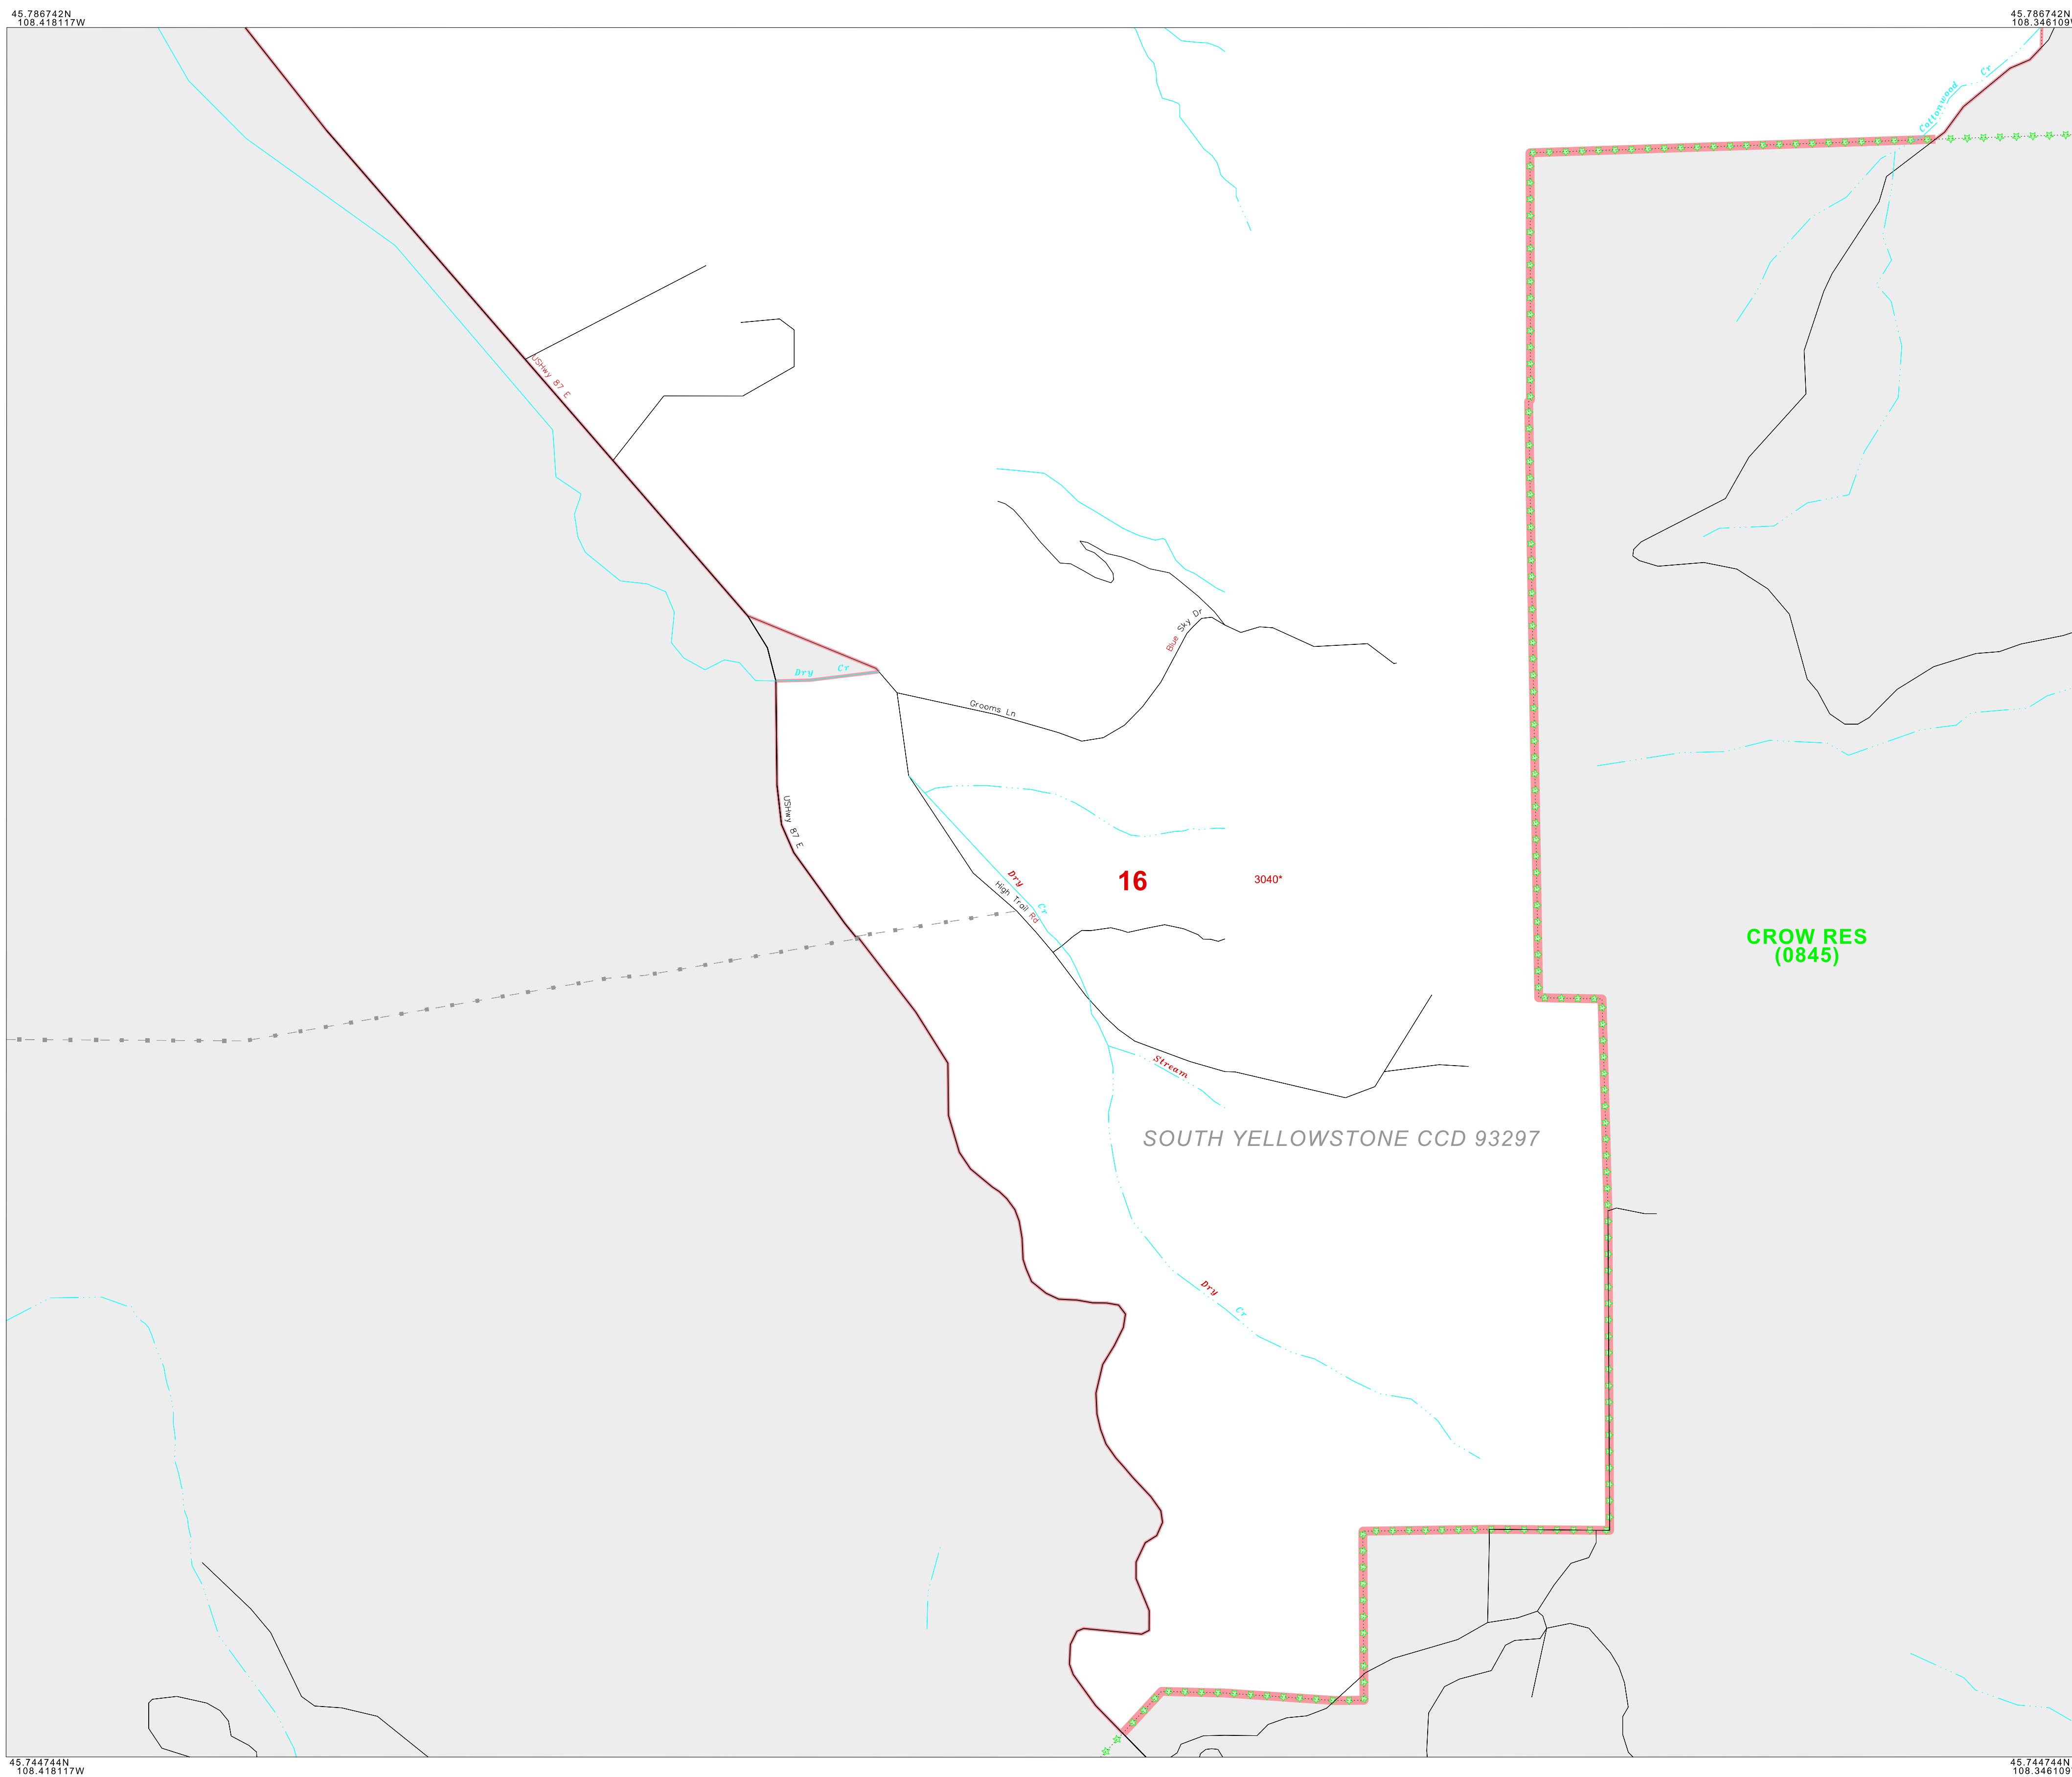 45.786742N
108.418117W
45.786742N
108.346109W
Cottonwood Cr
USHwy 87 E
Blue Sky Dr
Dry Cr
Grooms Ln
USHwy 87 E
Dry Cr
High Trail Rd
16
3040*
CROW RES
(0845)
Stream
SOUTH YELLOWSTONE CCD 93297
Dry Cr
45.744744N
108.418117W
45.744744N
108.346109